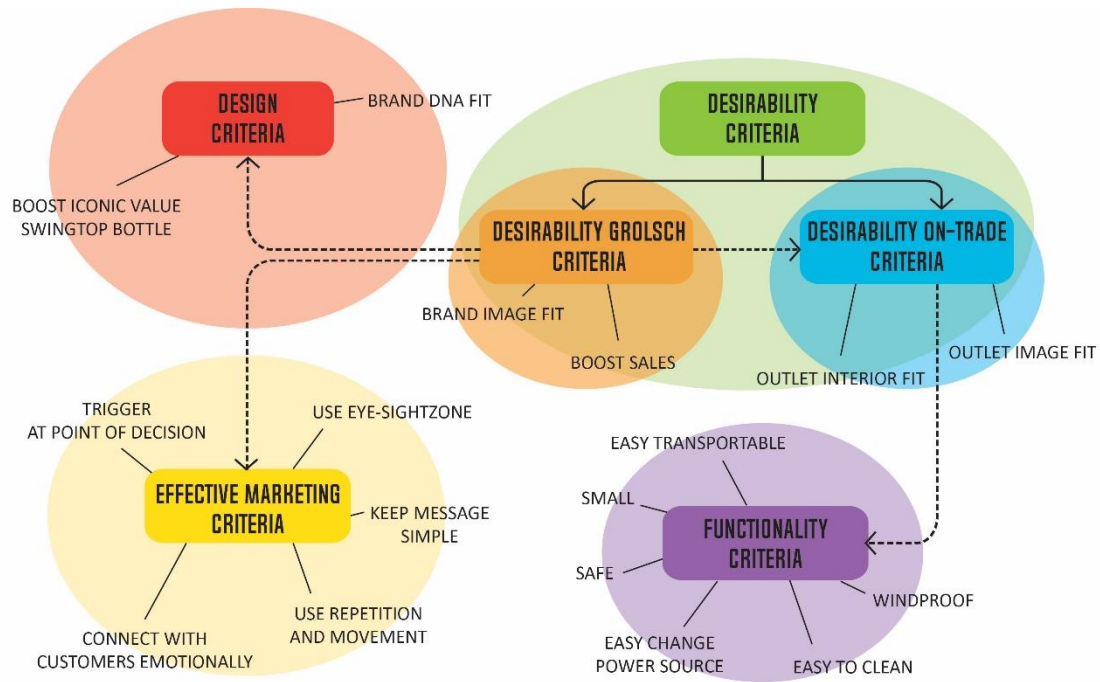 DESIGN
CRITERIA
BRAND DNA FIT
BOOST ICONIC VALUE
SWINGTOP BOTTLE
DESIRABILITY
CRITERIA
DESIRABILITY GROLSCH
CRITERIA
BRAND IMAGE FIT
BOOST SALES
DESIRABILITY ON-TRADE
CRITERIA
OUTLET IMAGE FIT
OUTLET INTERIOR FIT
TRIGGER
AT POINT OF DECISION
USE EYE-SIGHTZONE
EFFECTIVE MARKETING
CRITERIA
KEEP MESSAGE
SIMPLE
CONNECT WITH
CUSTOMERS EMOTIONALLY
USE REPETITION
AND MOVEMENT
EASY TRANSPORTABLE
SMALL
FUNCTIONALITY
CRITERIA
SAFE
WINDPROOF
EASY CHANGE
POWER SOURCE
EASY TO CLEAN